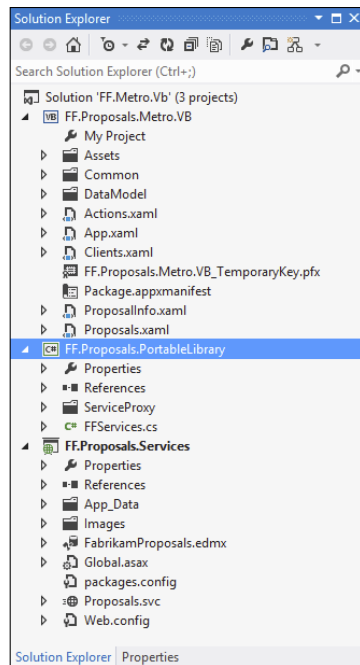 Solution Explorer
Search Solution Explorer (Ctrl+;)
Solution 'FF.Metro.Vb' (3 projects)
VB FF.Proposals.Metro.VB
My Project
Assets
Common
DataModel
Actions.xaml
App.xaml
Clients.xaml
FF.Proposals.Metro.VB_TemporaryKey.pfx
Package.appxmanifest
ProposalInfo.xaml
Proposals.xaml
C# FF.Proposals.PortableLibrary
Properties
References
ServiceProxy
C# FFServices.cs
FF.Proposals.Services
Properties
References
App_Data
Images
FabrikamProposals.edmx
Global.asax
packages.config
Proposals.svc
Web.config
Solution Explorer Properties